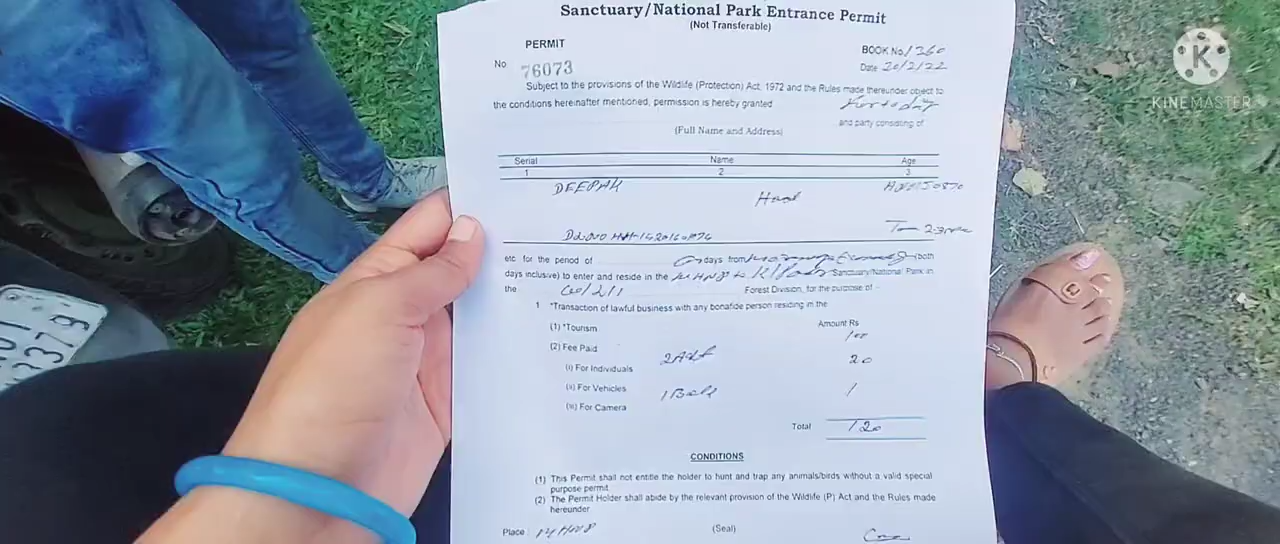 Sanctuary/National Park Entrance Permit
(Not Transferable)
PERMIT
BOOK No. 1360
No 76073
Date 20/2/22
Subject to the provisions of the Wildlife (Protection) Act, 1972 and the Rules made thereunder object to
the conditions hereinafter mentioned, permission is hereby granted
and party consisting of
(Full Name and Address)
Serial Name Age
1 2 3
DEEPAK
etc for the period of days from (both
days inclusive) to enter and reside in the Sanctuary/National Park in
the Forest Division, for the purpose of -
1 *Transaction of lawful business with any bonafide person residing in the
(1) *Tourism Amount Rs
100
(2) Fee Paid
(i) For Individuals 20
(ii) For Vehicles
(iii) For Camera
Total 120
CONDITIONS
(1) This Permit shall not entitle the holder to hunt and trap any animals/birds without a valid special
purpose permit
(2) The Permit Holder shall abide by the relevant provision of the Wildlife (P) Act and the Rules made
hereunder
Place : (Seal)
K
KINEMASTER
3379